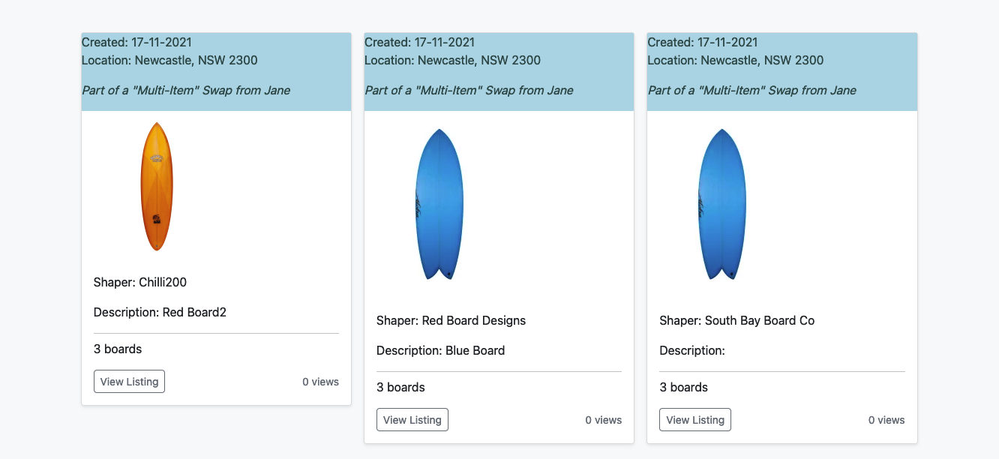 Created: 17-11-2021
Location: Newcastle, NSW 2300
Part of a "Multi-Item" Swap from Jane
Shaper: Chilli200
Description: Red Board2
3 boards
View Listing
0 views
Created: 17-11-2021
Location: Newcastle, NSW 2300
Part of a "Multi-Item" Swap from Jane
Shaper: Red Board Designs
Description: Blue Board
3 boards
View Listing
0 views
Created: 17-11-2021
Location: Newcastle, NSW 2300
Part of a "Multi-Item" Swap from Jane
Shaper: South Bay Board Co
Description:
3 boards
View Listing
0 views